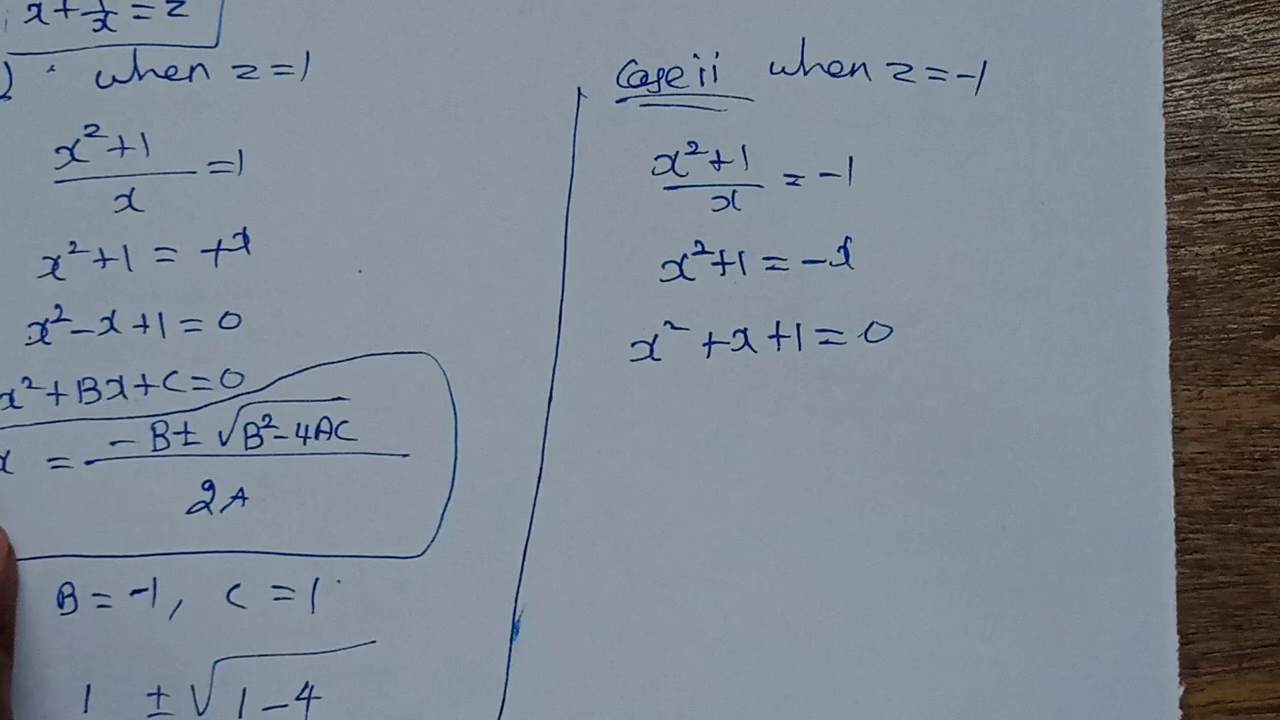 x + 1/x = z
) when z = 1
x² + 1 / x = 1
x² + 1 = +x
x² - x + 1 = 0
x² + Bx + C = 0
x = -B ± √B² - 4AC / 2A
B = -1, C = 1
1 ± √1 - 4
Case ii when z = -1
x² + 1 / x = -1
x² + 1 = -x
x² + x + 1 = 0